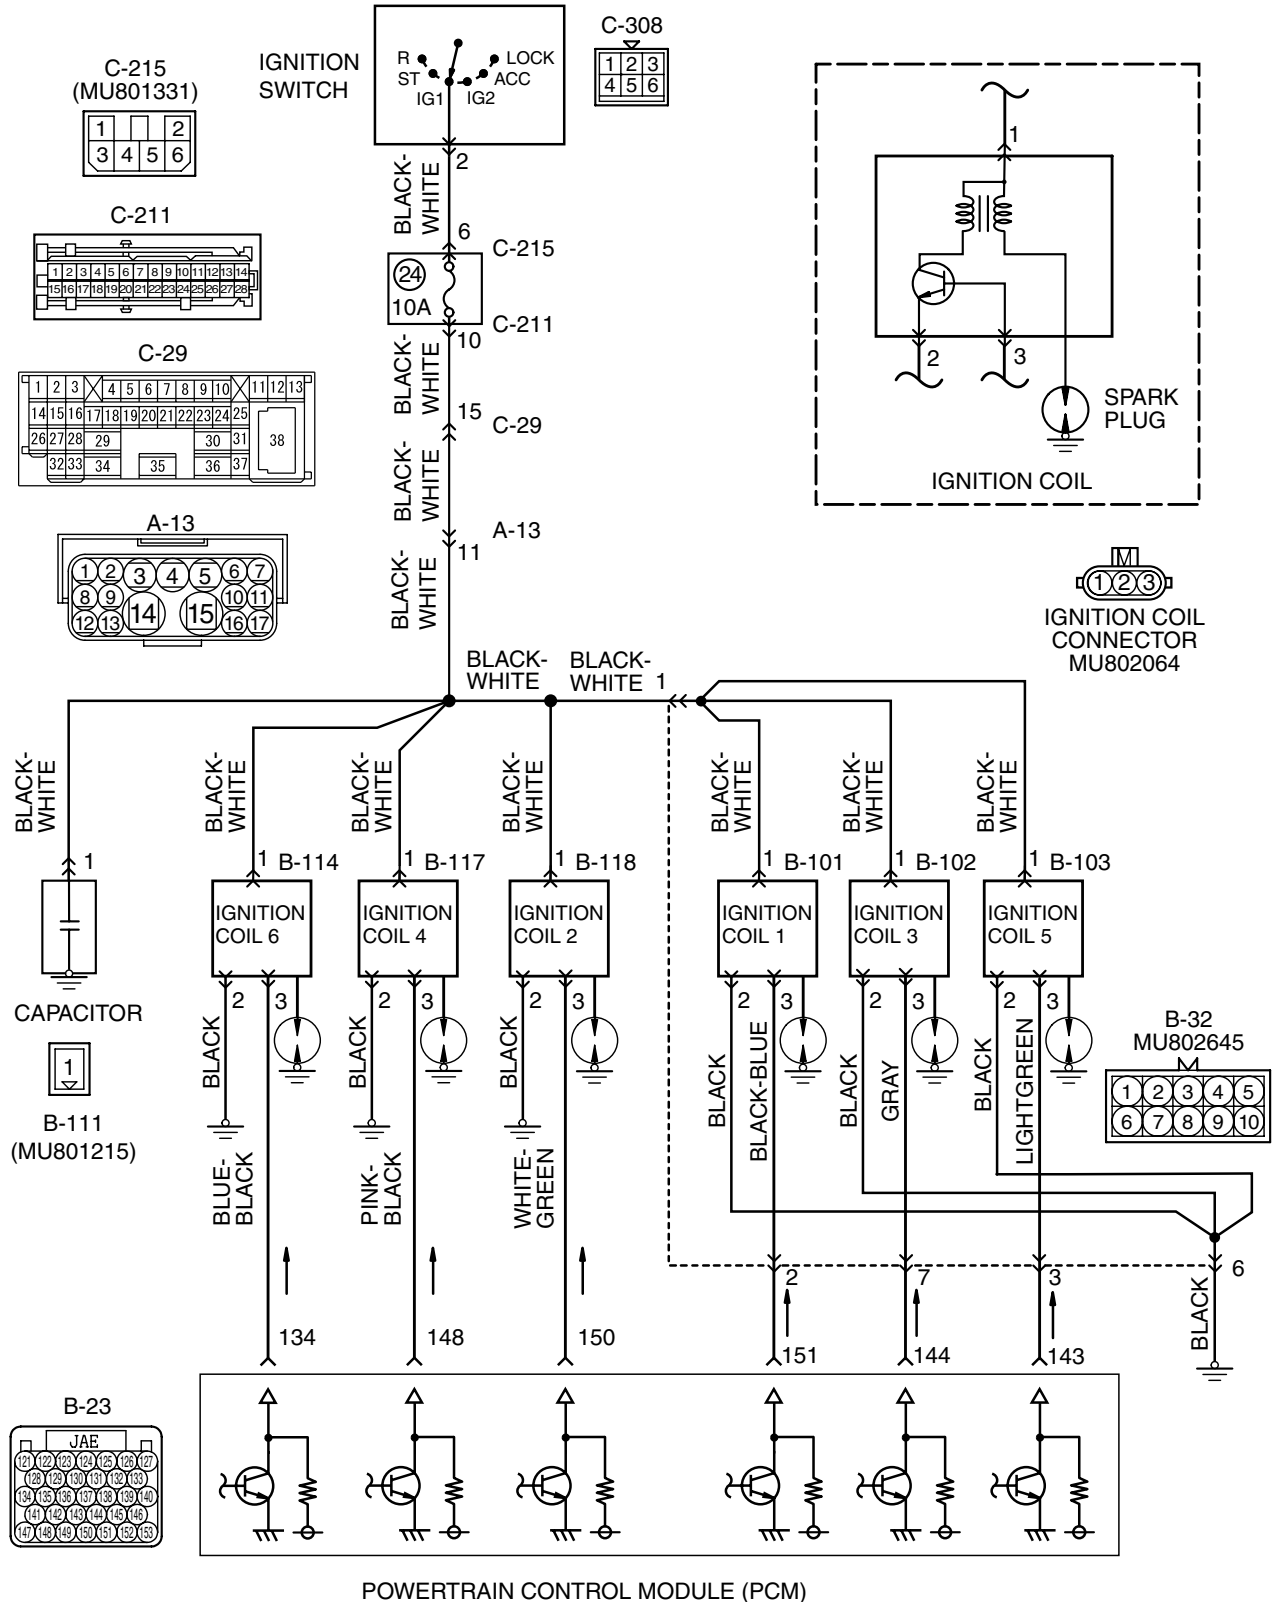 C-308
IGNITION
SWITCH
R
LOCK
ST
ACC
IG1
IG2
1 2 3
4 5 6
C-215
(MU801331)
1 2
3 4 5 6
2
BLACK-
WHITE
6
C-215
24
10A
C-211
10
C-211
1 2 3 4 5 6 7 8 9 10 11 12 13 14
15 16 17 18 19 20 21 22 23 24 25 26 27 28
BLACK-
WHITE
15
C-29
C-29
1 2 3 4 5 6 7 8 9 10 11 12 13
14 15 16 17 18 19 20 21 22 23 24 25
26 27 28 29 30 31 38
32 33 34 35 36 37
BLACK-
WHITE
A-13
11
A-13
1 2 3 4 5 6 7
8 9 14 15 10 11
12 13 16 17
BLACK-
WHITE
1
2
3
SPARK
PLUG
IGNITION COIL
1 2 3
IGNITION COIL
CONNECTOR
MU802064
BLACK-
WHITE
BLACK-
WHITE
1
BLACK-
WHITE
BLACK-
WHITE
BLACK-
WHITE
BLACK-
WHITE
BLACK-
WHITE
BLACK-
WHITE
BLACK-
WHITE
1
1 B-114
1 B-117
1 B-118
1 B-101
1 B-102
1 B-103
IGNITION
COIL 6
IGNITION
COIL 4
IGNITION
COIL 2
IGNITION
COIL 1
IGNITION
COIL 3
IGNITION
COIL 5
CAPACITOR
1
B-111
(MU801215)
2 3
2 3
2 3
2 3
2 3
2 3
BLACK
BLACK
BLACK
BLACK
BLACK-BLUE
BLACK
GRAY
BLACK
LIGHTGREEN
B-32
MU802645
1 2 3 4 5
6 7 8 9 10
BLUE-
BLACK
PINK-
BLACK
WHITE-
GREEN
2
7
3
6
BLACK
134
148
150
151
144
143
B-23
JAE
121 122 123 124 125 126 127
128 129 130 131 132 133
134 135 136 137 138 139 140
141 142 143 144 145 146
147 148 149 150 151 152 153
POWERTRAIN CONTROL MODULE (PCM)